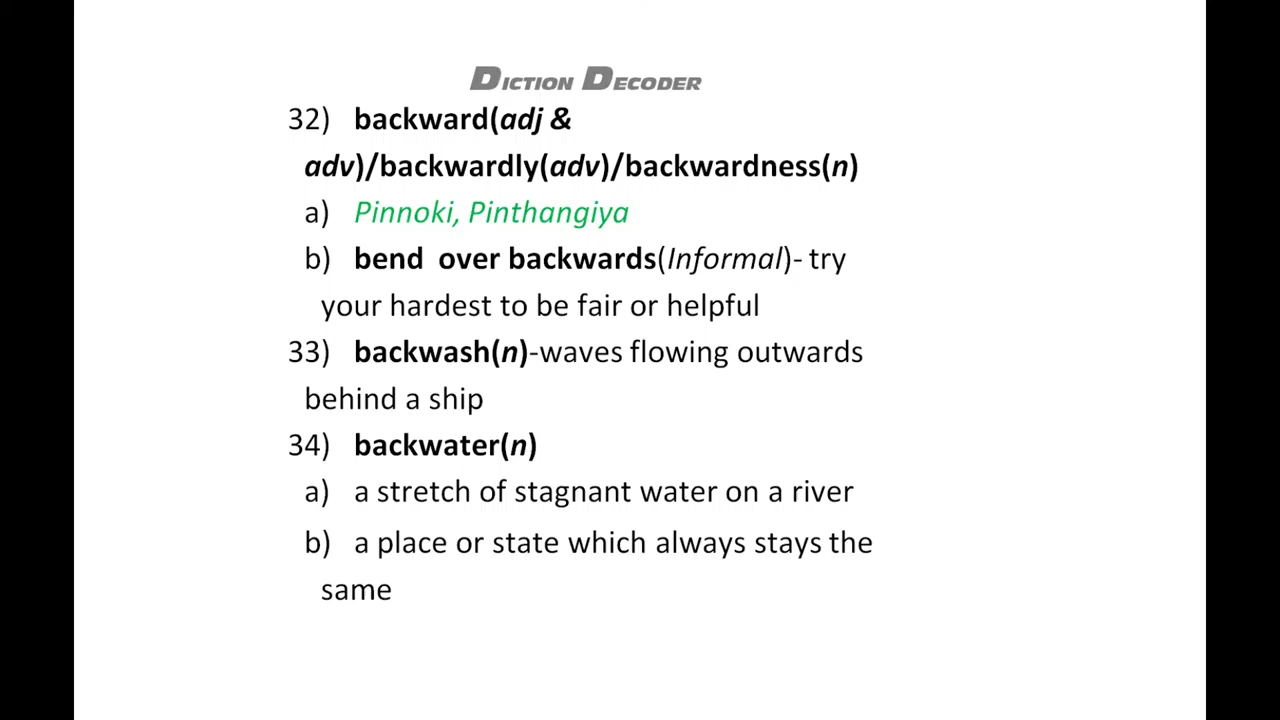 DICTION DECODER
32) backward(adj &
adv)/backwardly(adv)/backwardness(n)
a) Pinnoki, Pinthangiya
b) bend over backwards(Informal)- try
your hardest to be fair or helpful
33) backwash(n)-waves flowing outwards
behind a ship
34) backwater(n)
a) a stretch of stagnant water on a river
b) a place or state which always stays the
same